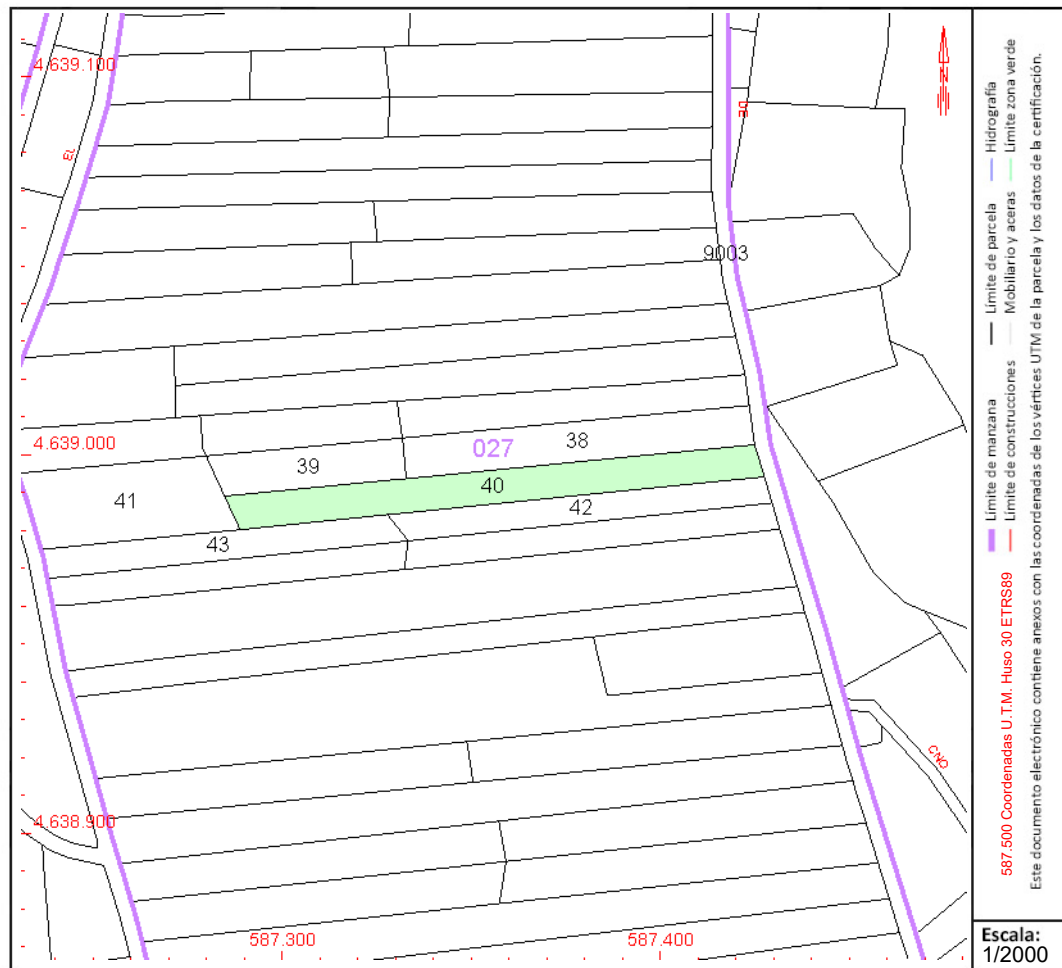 4.639.100
EL
DE
9003
4.639.000
027
38
39
40
41
42
43
4.638.900
CNO
587.300
587.400
Límite de manzana
Límite de parcela
Hidrografía
Límite de construcciones
Mobiliario y aceras
Límite zona verde
587.500 Coordenadas U.T.M. Huso 30 ETRS89
Este documento electrónico contiene anexos con las coordenadas de los vértices UTM de la parcela y los datos de la certificación.
Escala:
1/2000